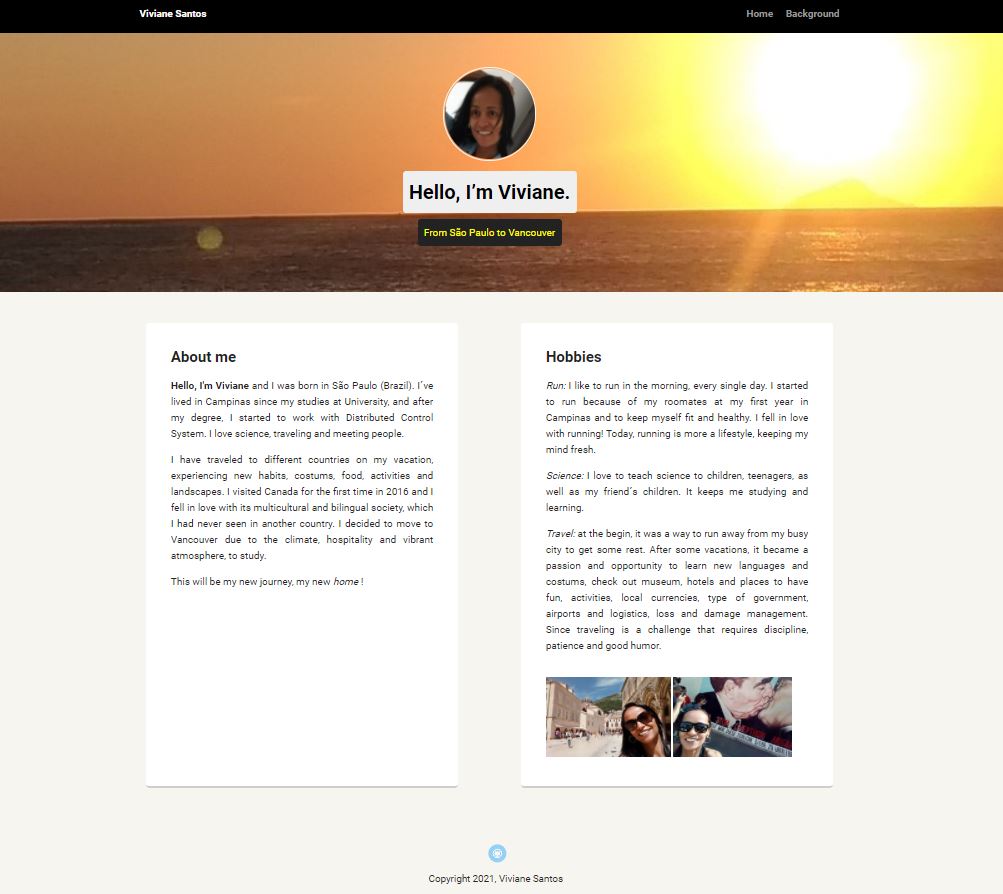 Viviane Santos
Home Background
Hello, I’m Viviane.
From São Paulo to Vancouver
About me
Hello, I'm Viviane and I was born in São Paulo (Brazil). I´ve
lived in Campinas since my studies at University, and after
my degree, I started to work with Distributed Control
System. I love science, traveling and meeting people.
I have traveled to different countries on my vacation,
experiencing new habits, costums, food, activities and
landscapes. I visited Canada for the first time in 2016 and I
fell in love with its multicultural and bilingual society, which
I had never seen in another country. I decided to move to
Vancouver due to the climate, hospitality and vibrant
atmosphere, to study.
This will be my new journey, my new home !
Hobbies
Run: I like to run in the morning, every single day. I started
to run because of my roomates at my first year in
Campinas and to keep myself fit and healthy. I fell in love
with running! Today, running is more a lifestyle, keeping my
mind fresh.
Science: I love to teach science to children, teenagers, as
well as my friend´s children. It keeps me studying and
learning.
Travel: at the begin, it was a way to run away from my busy
city to get some rest. After some vacations, it became a
passion and opportunity to learn new languages and
costums, check out museum, hotels and places to have
fun, activities, local currencies, type of government,
airports and logistics, loss and damage management.
Since traveling is a challenge that requires discipline,
patience and good humor.
Copyright 2021, Viviane Santos